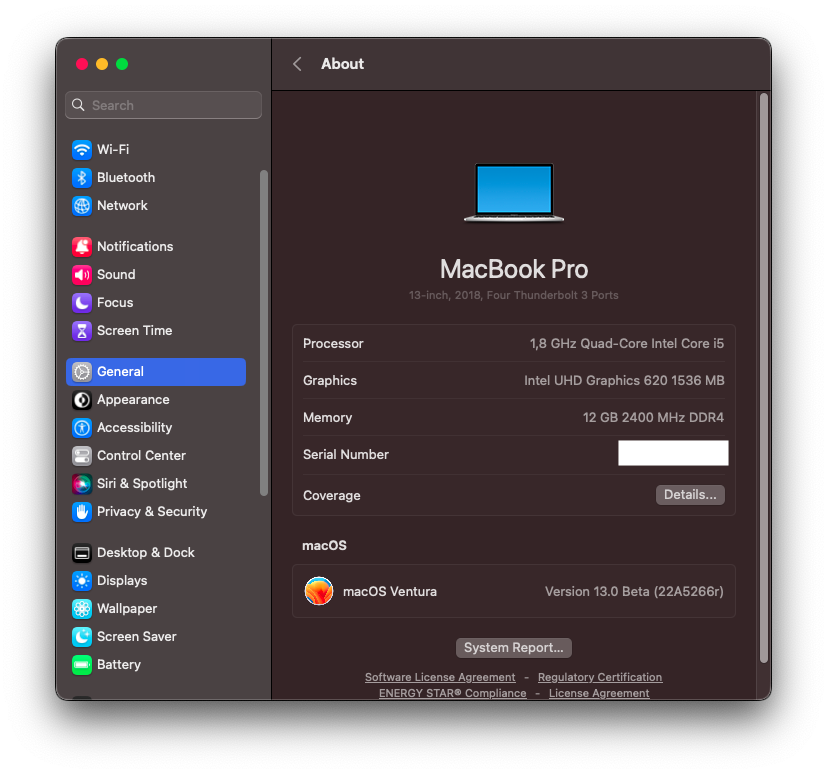 About
Search
Wi-Fi
Bluetooth
Network
Notifications
Sound
Focus
Screen Time
General
Appearance
Accessibility
Control Center
Siri & Spotlight
Privacy & Security
Desktop & Dock
Displays
Wallpaper
Screen Saver
Battery
MacBook Pro
13-inch, 2018, Four Thunderbolt 3 Ports
Processor 1,8 GHz Quad-Core Intel Core i5
Graphics Intel UHD Graphics 620 1536 MB
Memory 12 GB 2400 MHz DDR4
Serial Number
Coverage Details...
macOS
macOS Ventura Version 13.0 Beta (22A5266r)
System Report...
Software License Agreement - Regulatory Certification
ENERGY STAR® Compliance - License Agreement